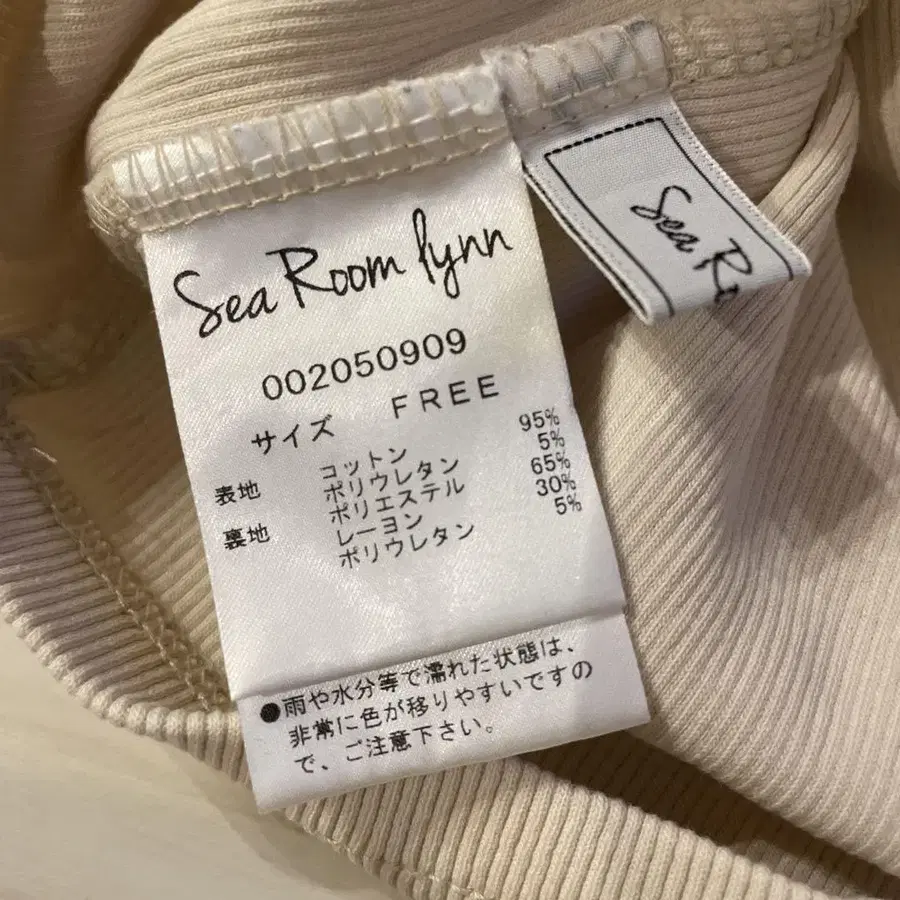 Sea Room lynn
002050909
サイズ FREE
表地 コットン 95%
ポリウレタン 5%
裏地 ポリエステル 65%
レーヨン 30%
ポリウレタン 5%
●雨や水分等で濡れた状態は、
非常に色が移りやすいですの
で、ご注意下さい。
Sea R